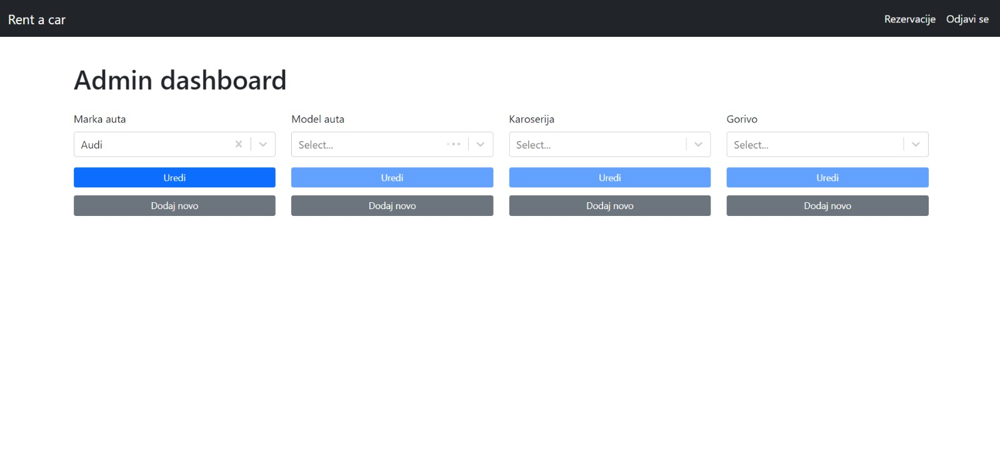 Rent a car
Rezervacije Odjavi se
Admin dashboard
Marka auta
Model auta
Karoserija
Gorivo
Audi
Select...
Select...
Select...
Uredi
Uredi
Uredi
Uredi
Dodaj novo
Dodaj novo
Dodaj novo
Dodaj novo